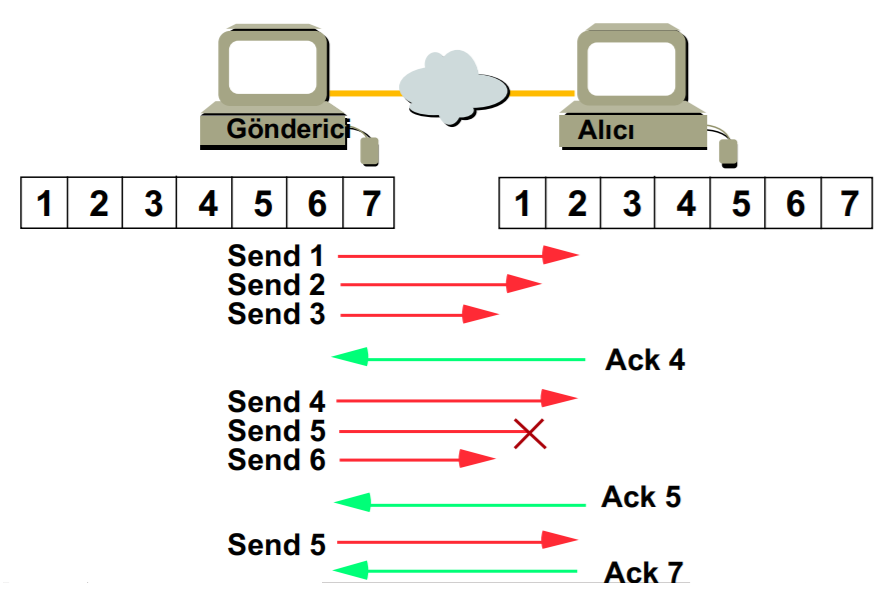 Gönderici
Alıcı
1 2 3 4 5 6 7
1 2 3 4 5 6 7
Send 1
Send 2
Send 3
Ack 4
Send 4
Send 5
Send 6
Ack 5
Send 5
Ack 7